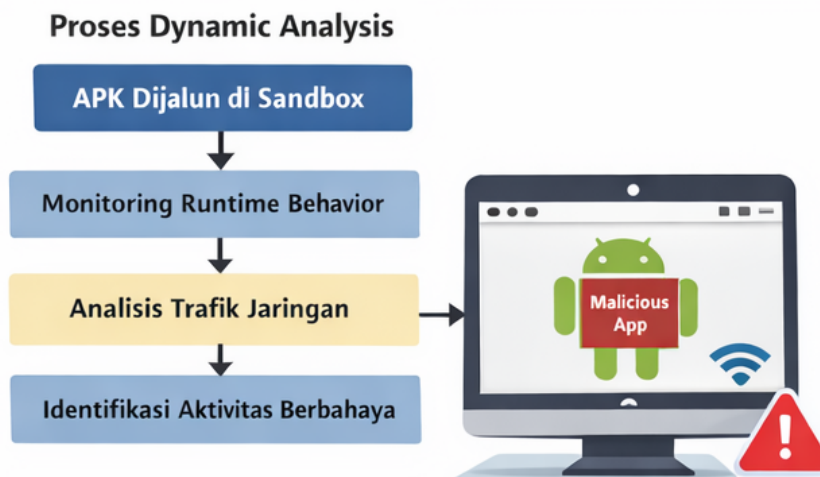 Proses Dynamic Analysis
APK Dijalun di Sandbox
Monitoring Runtime Behavior
Analisis Trafik Jaringan
Identifikasi Aktivitas Berbahaya
Malicious
App